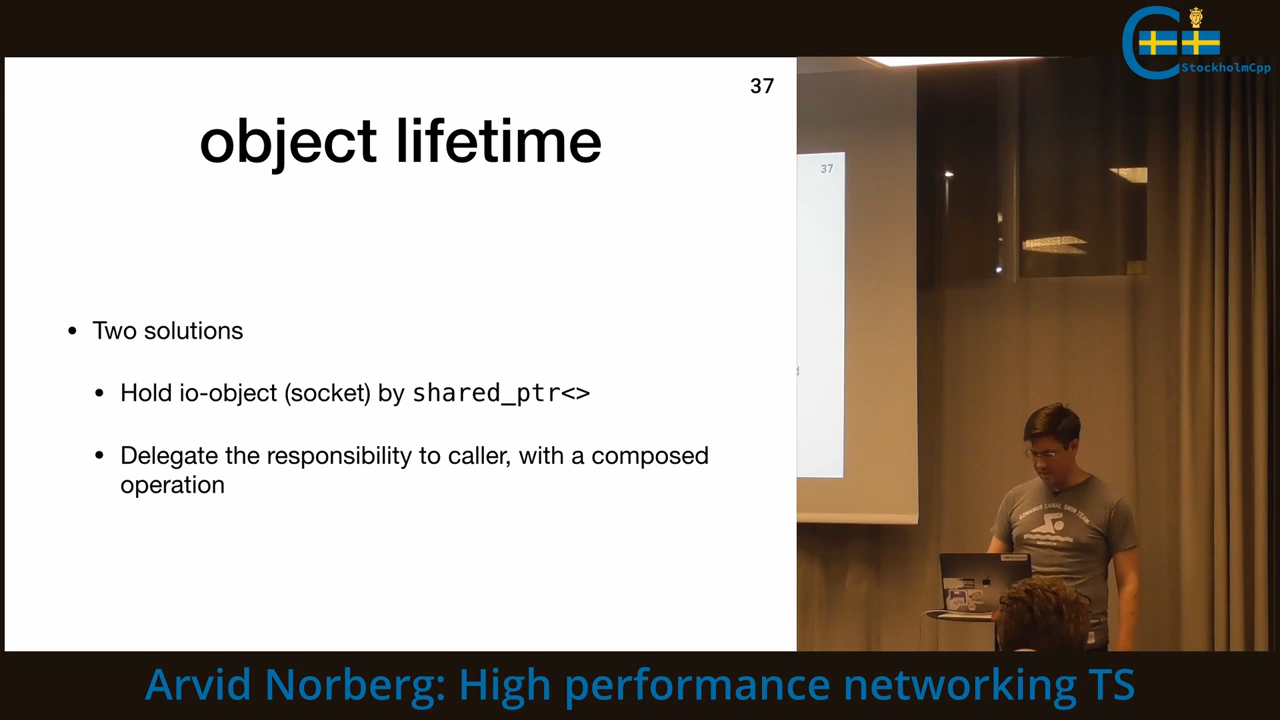 StockholmCpp
37
object lifetime
• Two solutions
• Hold io-object (socket) by shared_ptr<>
• Delegate the responsibility to caller, with a composed
operation
37
Arvid Norberg: High performance networking TS